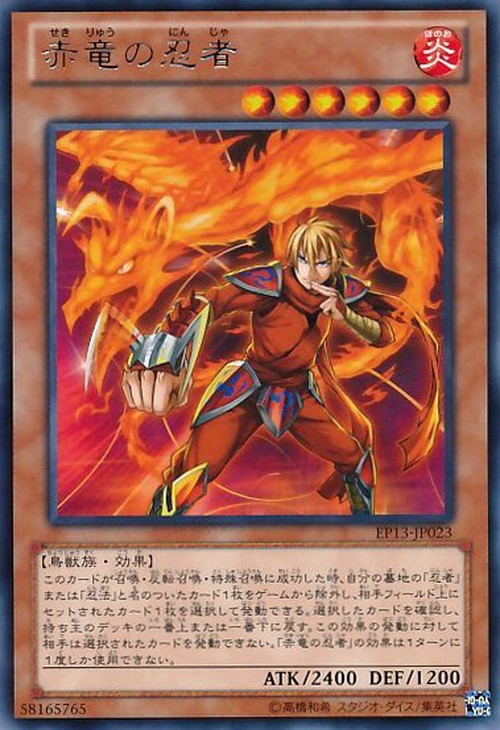 せき りゅう にん じゃ
赤竜の忍者
ほのお
炎
EP13-JP023
【鳥獣族・効果】
このカードが召喚・反転召喚・特殊召喚に成功した時、自分の墓地の「忍者」
または「忍法」と名のついたカード1枚をゲームから除外し、相手フィールド上に
セットされたカード1枚を選択して発動できる。選択したカードを確認し、
持ち主のデッキの一番上または一番下に戻す。この効果の発動に対して
相手は選択されたカードを発動できない。「赤竜の忍者」の効果は1ターンに
1度しか使用できない。
ATK/2400 DEF/1200
58165765
©高橋和希 スタジオ・ダイス/集英社